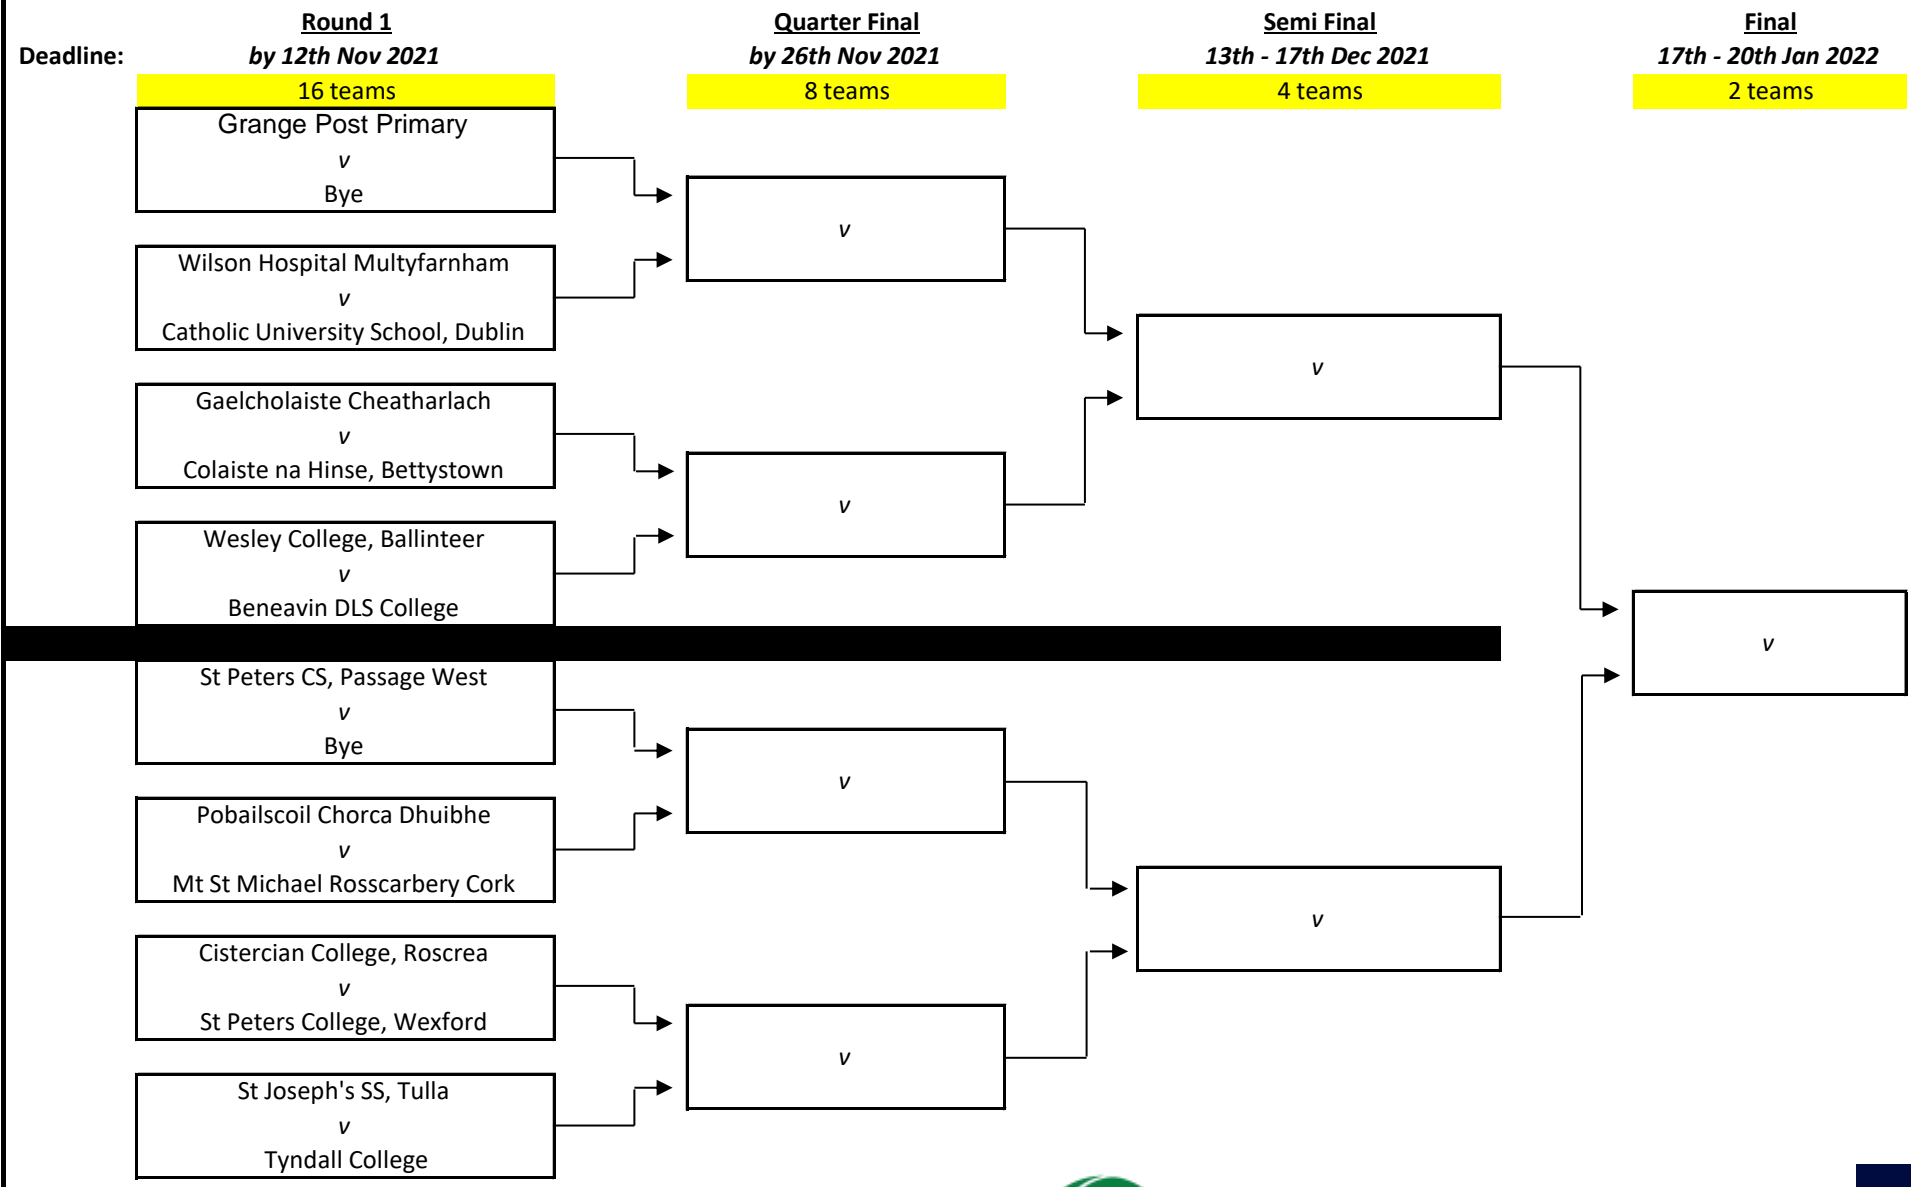 Round 1
Quarter Final
Semi Final
Final
Deadline:
by 12th Nov 2021
by 26th Nov 2021
13th - 17th Dec 2021
17th - 20th Jan 2022
16 teams
8 teams
4 teams
2 teams
Grange Post Primary
v
Bye
v
Wilson Hospital Multyfarnham
v
Catholic University School, Dublin
v
Gaelcholaiste Cheatharlach
v
Colaiste na Hinse, Bettystown
v
Wesley College, Ballinteer
v
Beneavin DLS College
v
St Peters CS, Passage West
v
Bye
v
Pobailscoil Chorca Dhuibhe
v
Mt St Michael Rosscarbery Cork
v
Cistercian College, Roscrea
v
St Peters College, Wexford
v
St Joseph's SS, Tulla
v
Tyndall College